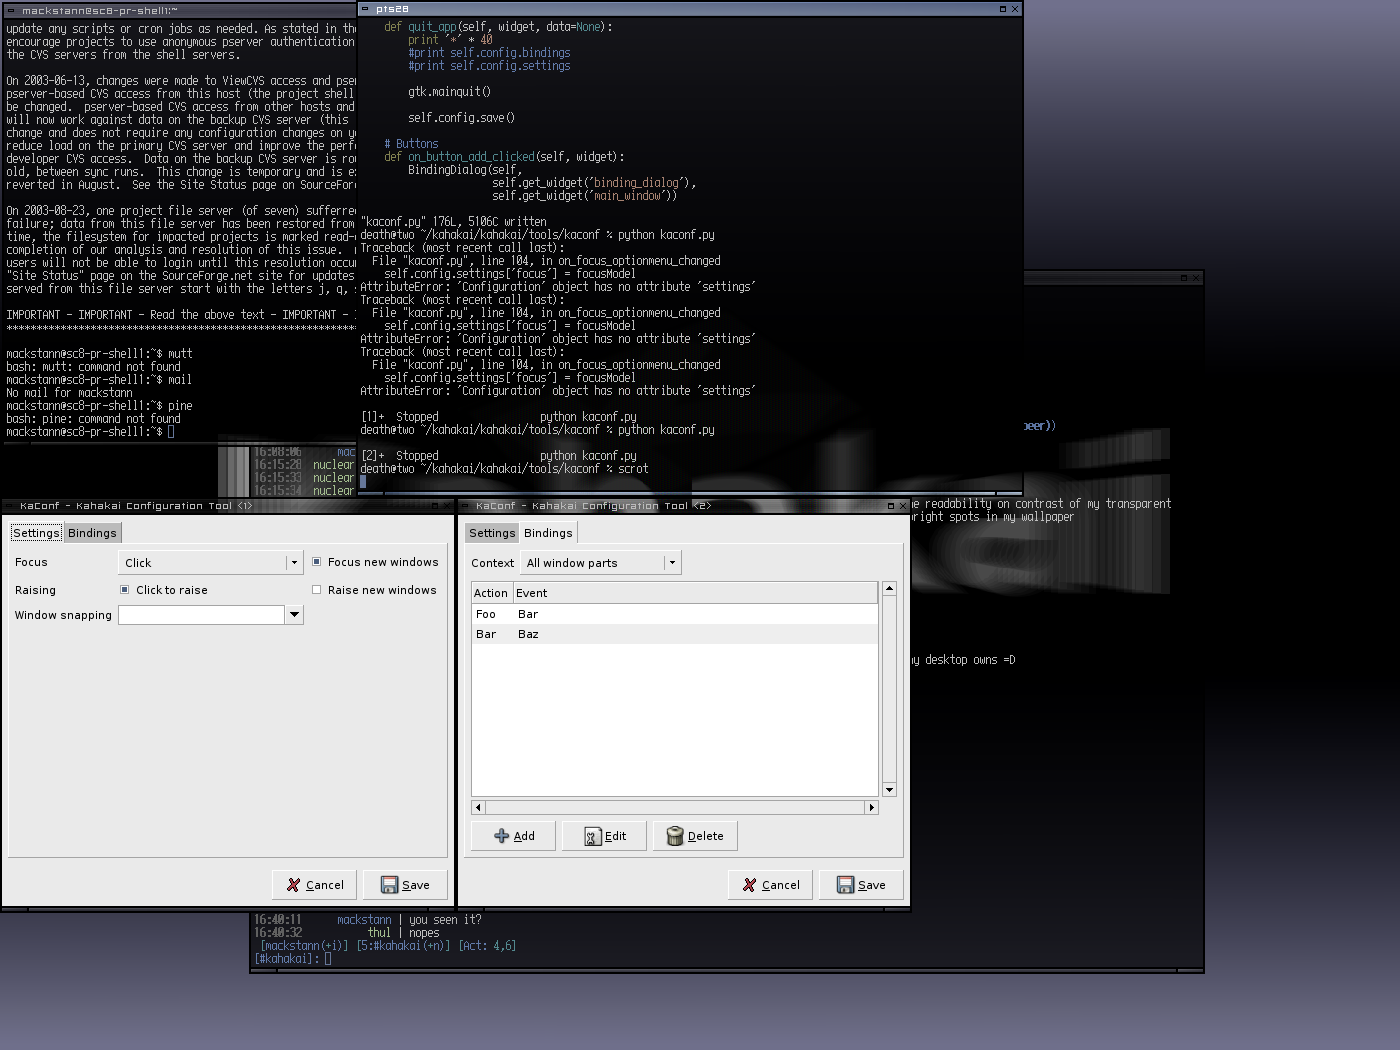 mackstann@sc8-pr-shell1:~
update any scripts or cron jobs as needed. As stated in the
encourage projects to use anonymous pserver authentication
the CVS servers from the shell servers.
On 2003-06-13, changes were made to ViewCVS access and pse
pserver-based CVS access from this host (the project shell
be changed.  pserver-based CVS access from other hosts and
will now work against data on the backup CVS server (this
change and does not require any configuration changes on y
reduce load on the primary CVS server and improve the perf
developer CVS access.  Data on the backup CVS server is rou
old, between sync runs.  This change is temporary and is ex
reverted in August.  See the Site Status page on SourceForg
On 2003-08-23, one project file server (of seven) sufferred
failure; data from this file server has been restored from
time, the filesystem for impacted projects is marked read-
completion of our analysis and resolution of this issue.
users will not be able to login until this resolution occur
"Site Status" page on the SourceForge.net site for updates
served from this file server start with the letters j, q, s
IMPORTANT - IMPORTANT - Read the above text - IMPORTANT -
***********************************************************
mackstann@sc8-pr-shell1:~$ mutt
bash: mutt: command not found
mackstann@sc8-pr-shell1:~$ mail
No mail for mackstann
mackstann@sc8-pr-shell1:~$ pine
bash: pine: command not found
mackstann@sc8-pr-shell1:~$
pts28
def quit_app(self, widget, data=None):
print '*' * 40
#print self.config.bindings
#print self.config.settings
gtk.mainquit()
self.config.save()
# Buttons
def on_button_add_clicked(self, widget):
BindingDialog(self,
self.get_widget('binding_dialog'),
self.get_widget('main_window'))
"kaconf.py" 176L, 5106C written
death@two ~/kahakai/kahakai/tools/kaconf % python kaconf.py
Traceback (most recent call last):
File "kaconf.py", line 104, in on_focus_optionmenu_changed
self.config.settings['focus'] = focusModel
AttributeError: 'Configuration' object has no attribute 'settings'
Traceback (most recent call last):
File "kaconf.py", line 104, in on_focus_optionmenu_changed
self.config.settings['focus'] = focusModel
AttributeError: 'Configuration' object has no attribute 'settings'
Traceback (most recent call last):
File "kaconf.py", line 104, in on_focus_optionmenu_changed
self.config.settings['focus'] = focusModel
AttributeError: 'Configuration' object has no attribute 'settings'
[1]+  Stopped                 python kaconf.py
death@two ~/kahakai/kahakai/tools/kaconf % python kaconf.py
[2]+  Stopped                 python kaconf.py
death@two ~/kahakai/kahakai/tools/kaconf % scrot
peer))
16:08:06 mac
16:15:28 nuclear
16:15:33 nuclear
16:15:34 nuclear
he readability on contrast of my transparent
bright spots in my wallpaper
my desktop owns =D
KaConf - Kahakai Configuration Tool <1>
Settings Bindings
Focus Click Focus new windows
Raising Click to raise Raise new windows
Window snapping
Cancel Save
KaConf - Kahakai Configuration Tool <2>
Settings Bindings
Context All window parts
Action Event
Foo Bar
Bar Baz
Add Edit Delete
Cancel Save
16:40:11 mackstann | you seen it?
16:40:32 thul | nopes
[mackstann(+i)] [5:#kahakai(+n)] [Act: 4,6]
[#kahakai]: